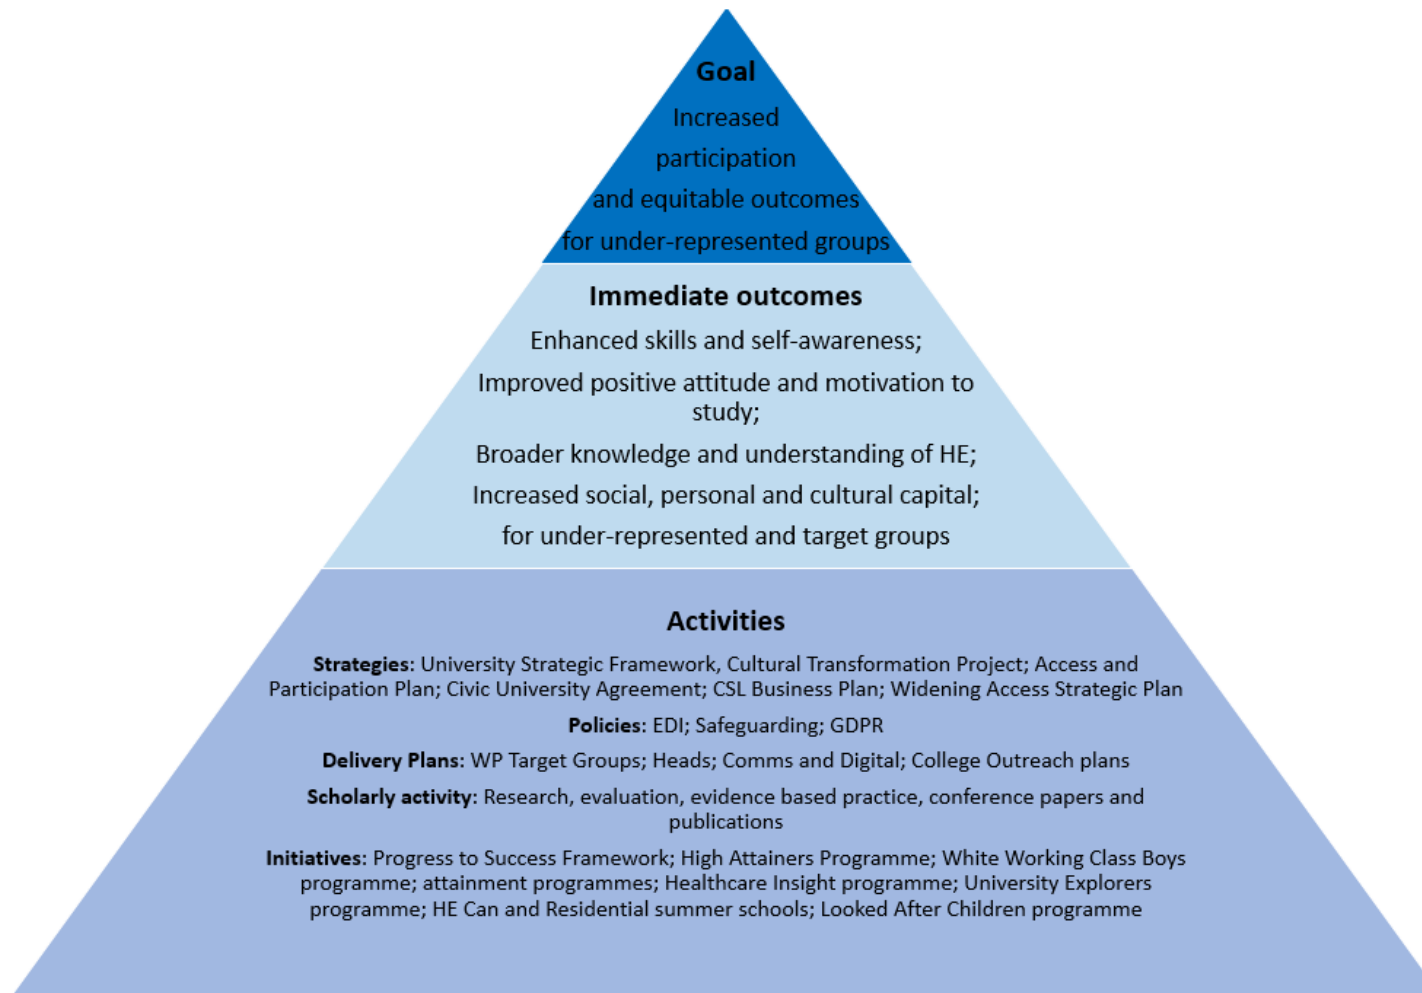 Goal
Increased
participation
and equitable outcomes
for under-represented groups
Immediate outcomes
Enhanced skills and self-awareness;
Improved positive attitude and motivation to
study;
Broader knowledge and understanding of HE;
Increased social, personal and cultural capital;
for under-represented and target groups
Activities
Strategies: University Strategic Framework, Cultural Transformation Project; Access and
Participation Plan; Civic University Agreement; CSL Business Plan; Widening Access Strategic Plan
Policies: EDI; Safeguarding; GDPR
Delivery Plans: WP Target Groups; Heads; Comms and Digital; College Outreach plans
Scholarly activity: Research, evaluation, evidence based practice, conference papers and
publications
Initiatives: Progress to Success Framework; High Attainers Programme; White Working Class Boys
programme; attainment programmes; Healthcare Insight programme; University Explorers
programme; HE Can and Residential summer schools; Looked After Children programme